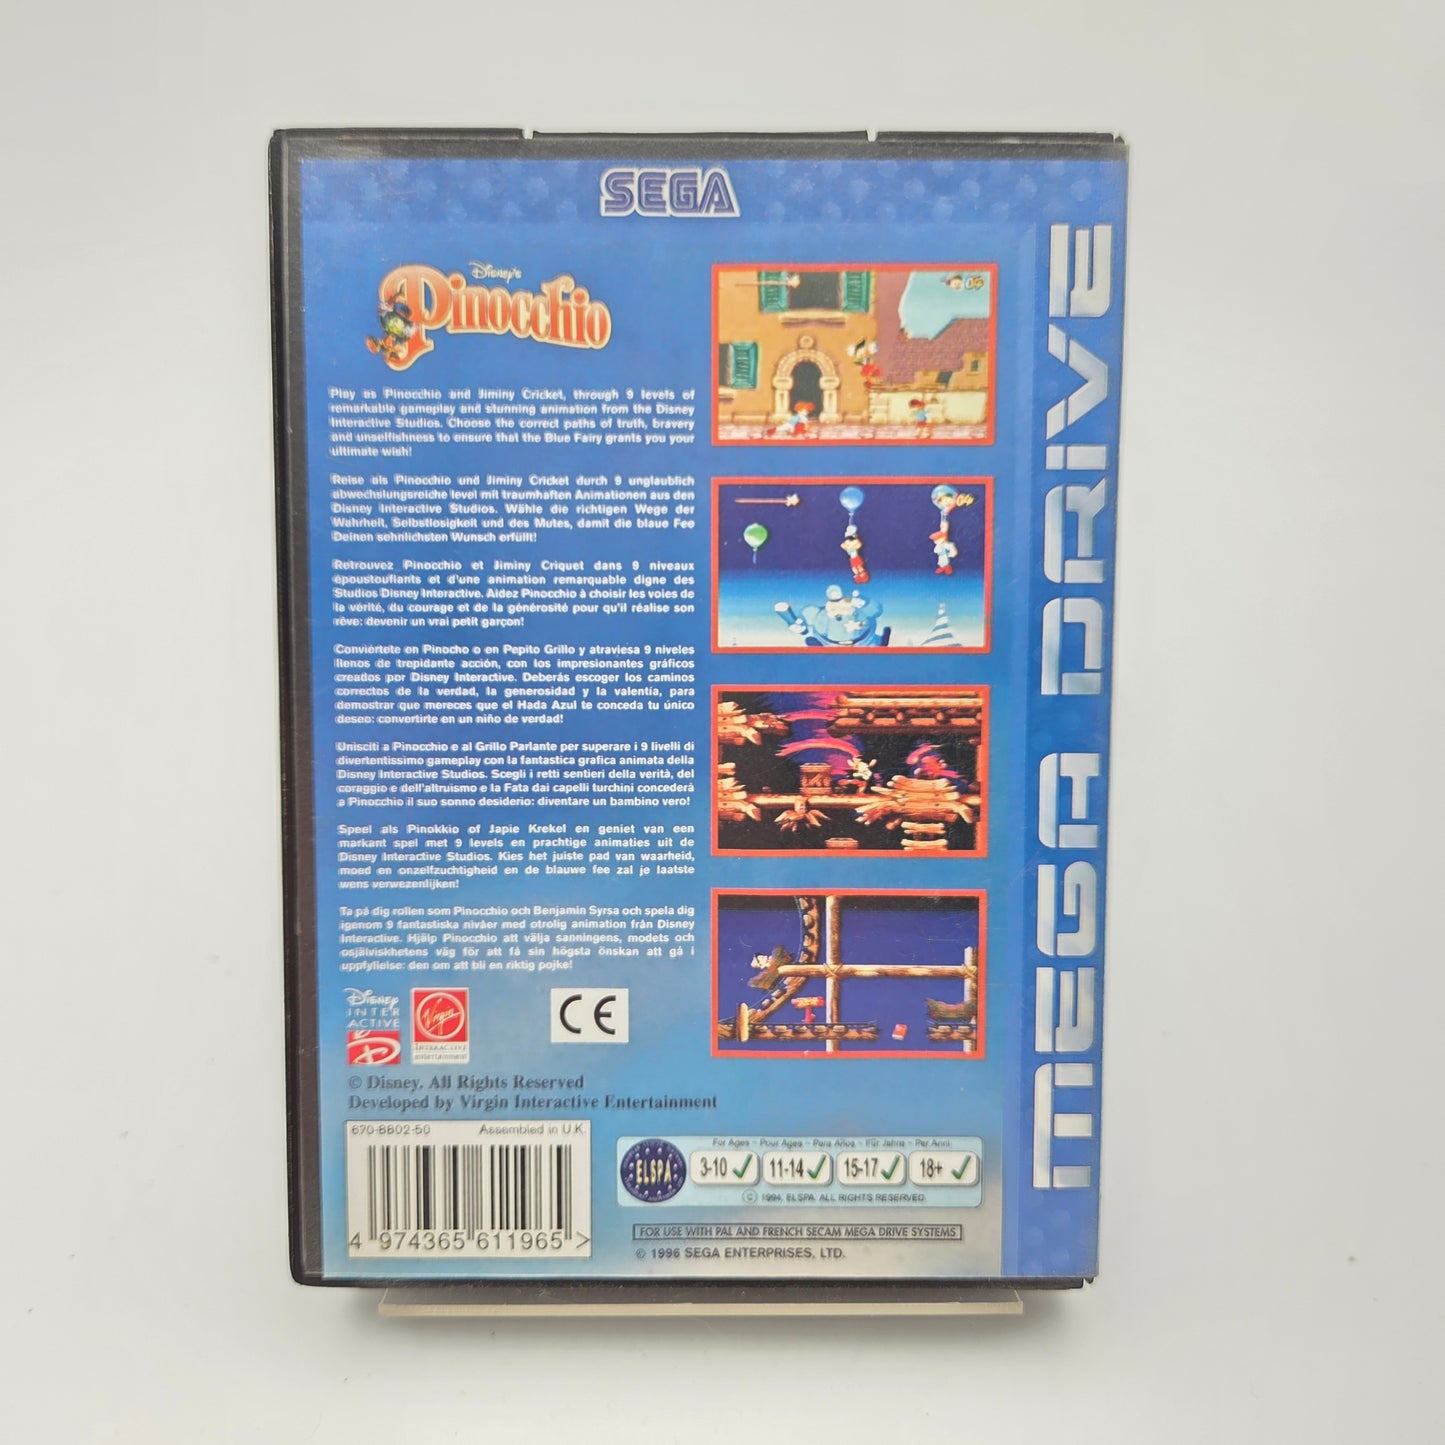 SEGA
Disney's
Pinocchio
Play as Pinocchio and Jiminy Cricket, through 9 levels of
remarkable gameplay and stunning animation from the Disney
Interactive Studios. Choose the correct paths of truth, bravery
and unselfishness to ensure that the Blue Fairy grants you your
ultimate wish!
Reise als Pinocchio und Jiminy Cricket durch 9 unglaublich
abwechslungsreiche level mit traumhaften Animationen aus den
Disney Interactive Studios. Wähle die richtigen Wege der
Wahrheit, Selbstlosigkeit und des Mutes, damit die blaue Fee
Deinen sehnlichsten Wunsch erfüllt!
Retrouvez Pinocchio et Jiminy Criquet dans 9 niveaux
époustouflants et d'une animation remarquable digne des
Studios Disney Interactive. Aidez Pinocchio à choisir les voies de
la vérité, du courage et de la générosité pour qu'il réalise son
rêve: devenir un vrai petit garçon!
Conviértete en Pinocho o en Pepito Grillo y atraviesa 9 niveles
llenos de trepidante acción, con los impresionantes gráficos
creados por Disney Interactive. Deberás escoger los caminos
correctos de la verdad, la generosidad y la valentía, para
demostrar que mereces que el Hada Azul te conceda tu único
deseo: convertirte en un niño de verdad!
Unisciti a Pinocchio e al Grillo Parlante per superare i 9 livelli di
divertentissimo gameplay con la fantastica grafica animata della
Disney Interactive Studios. Scegli i retti sentieri della verità, del
coraggio e dell'altruismo e la Fata dai capelli turchini concederà
a Pinocchio il suo sonno desiderio: diventare un bambino vero!
Speel als Pinokkio of Japie Krekel en geniet van een
markant spel met 9 levels en prachtige animaties uit de
Disney Interactive Studios. Kies het juiste pad van waarheid,
moed en onzelfzuchtigheid en de blauwe fee zal je laatste
wens verwezenlijken!
Ta på dig rollen som Pinocchio och Benjamin Syrsa och spela dig
igenom 9 fantastiska nivåer med otrolig animation från Disney
Interactive. Hjälp Pinocchio att välja sanningens, modets och
osjälviskhetens väg för att få sin högsta önskan att gå i
uppfyllelse: den om att bli en riktig pojke!
Disney
INTER
ACTIVE
D
Virgin
INTERACTIVE
entertainment
CE
© Disney. All Rights Reserved
Developed by Virgin Interactive Entertainment
670-8802-50 Assembled in U.K.
4 974365 611965 >
ELSPA
For Ages - Pour Ages - Para Años - Für Jahre - Per Anni
3-10 ✓ 11-14 ✓ 15-17 ✓ 18+ ✓
© 1994, ELSPA. ALL RIGHTS RESERVED
FOR USE WITH PAL AND FRENCH SECAM MEGA DRIVE SYSTEMS
© 1996 SEGA ENTERPRISES, LTD.
04
04
MEGA DRIVE